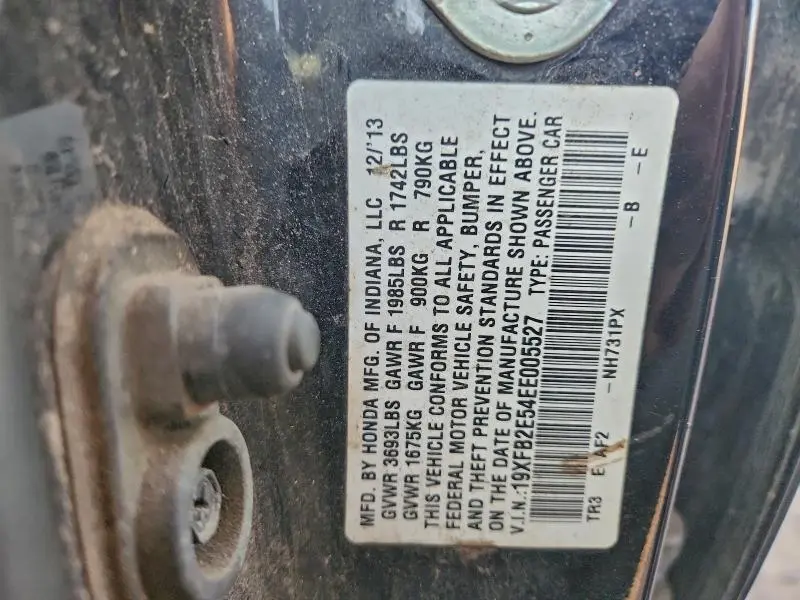 MFD. BY HONDA MFG. OF INDIANA, LLC 12/'13
GVWR 3693LBS GAWR F 1985LBS R 1742LBS
GVWR 1675KG GAWR F 900KG R 790KG
THIS VEHICLE CONFORMS TO ALL APPLICABLE
FEDERAL MOTOR VEHICLE SAFETY, BUMPER,
AND THEFT PREVENTION STANDARDS IN EFFECT
ON THE DATE OF MANUFACTURE SHOWN ABOVE.
V.I.N.:19XFB2E54EE005527 TYPE: PASSENGER CAR
TR3 AF2 -NH731PX -B -E